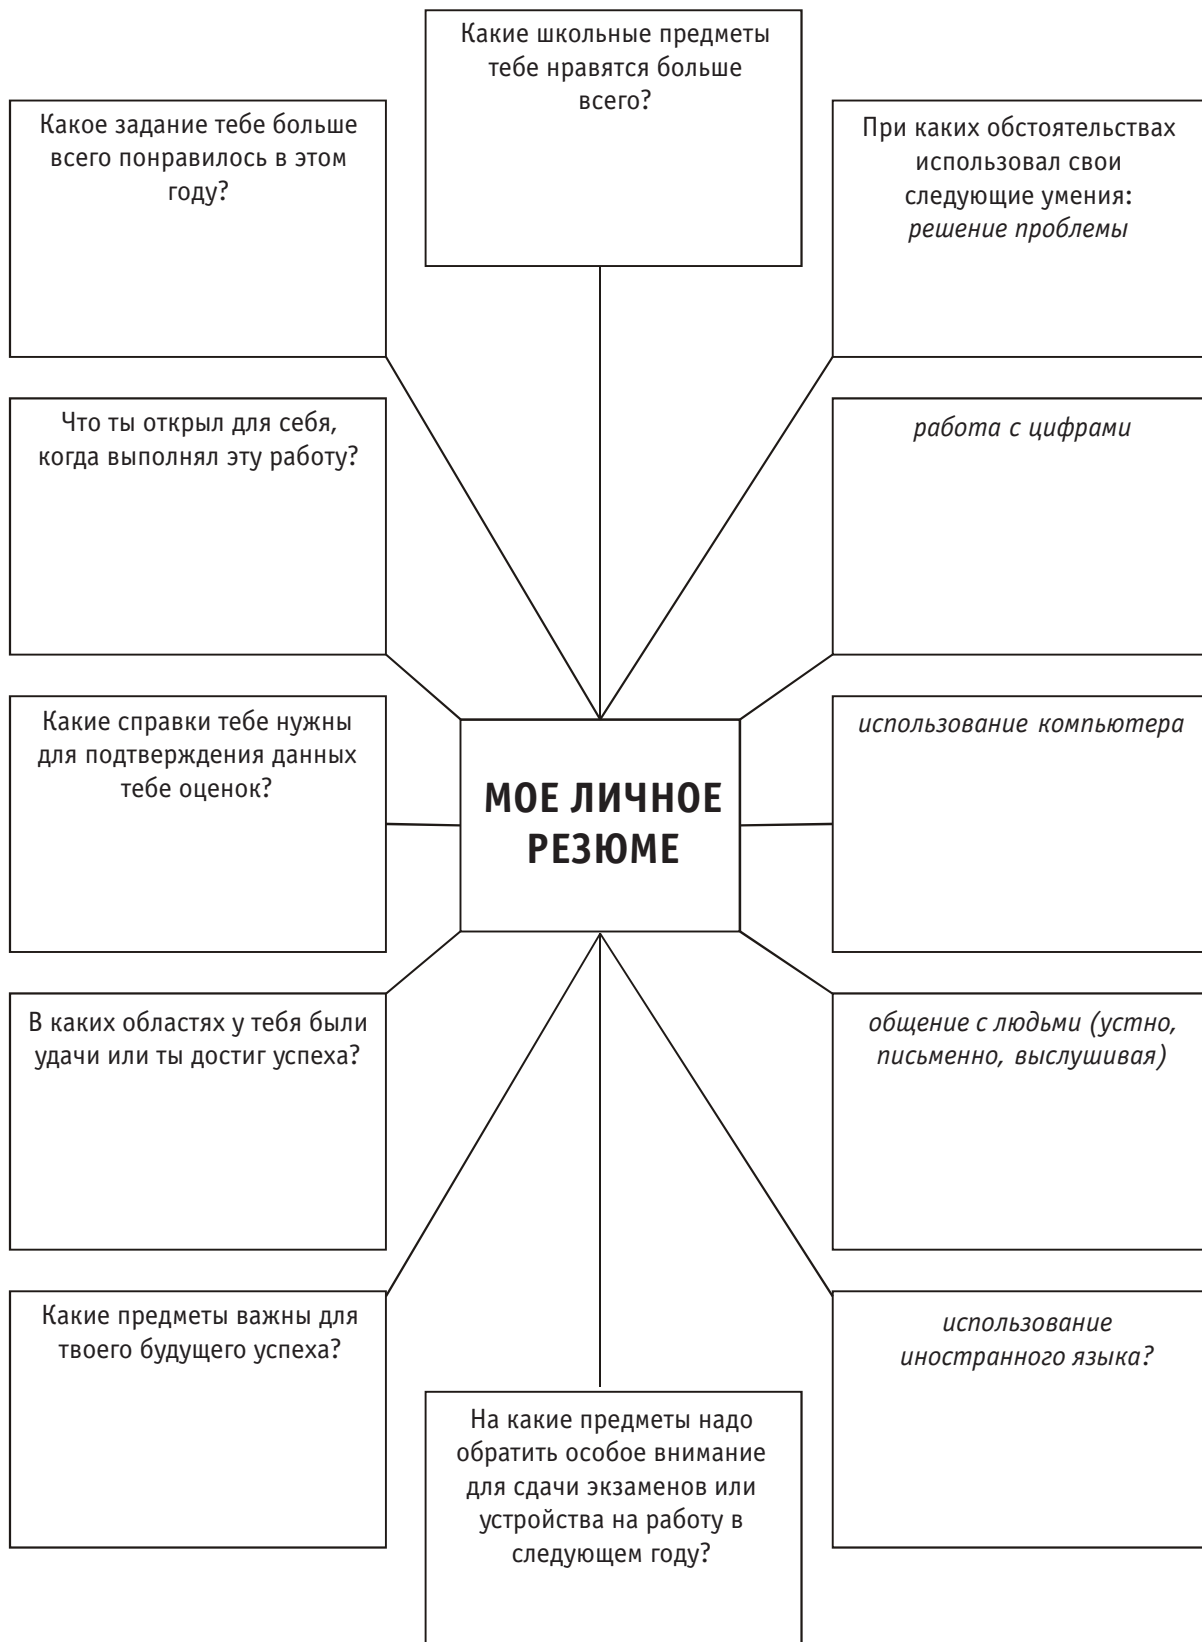 Какие школьные предметы
тебе нравятся больше
всего?
Какое задание тебе больше
всего понравилось в этом
году?
При каких обстоятельствах
использовал свои
следующие умения:
решение проблемы
Что ты открыл для себя,
когда выполнял эту работу?
работа с цифрами
Какие справки тебе нужны
для подтверждения данных
тебе оценок?
МОЕ ЛИЧНОЕ
РЕЗЮМЕ
использование компьютера
В каких областях у тебя были
удачи или ты достиг успеха?
общение с людьми (устно,
письменно, выслушивая)
Какие предметы важны для
твоего будущего успеха?
использование
иностранного языка?
На какие предметы надо
обратить особое внимание
для сдачи экзаменов или
устройства на работу в
следующем году?